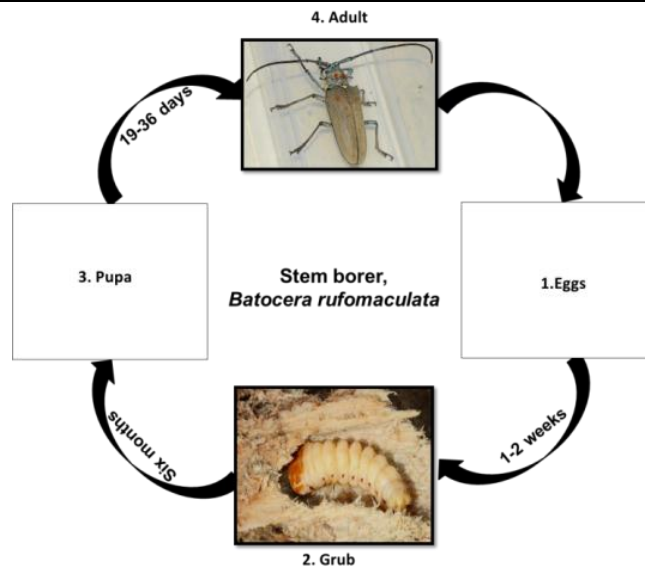 4. Adult
19-36 days
3. Pupa
Stem borer,
Batocera rufomaculata
1.Eggs
Six months
1-2 weeks
2. Grub